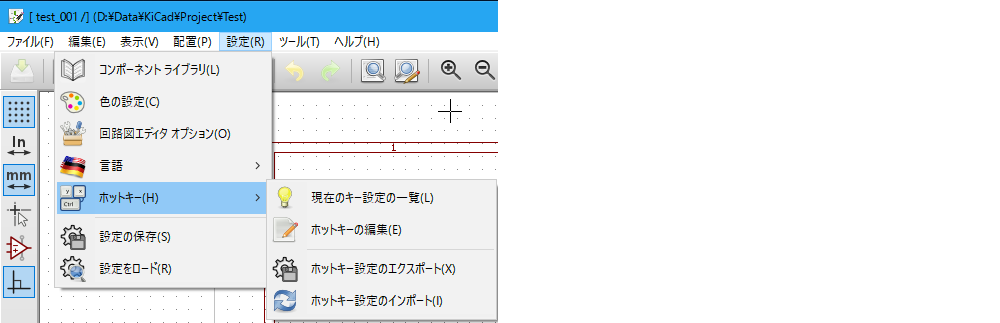 [ test_001 /] (D:¥Data¥KiCad¥Project¥Test)
ファイル(F) 編集(E) 表示(V) 配置(P) 設定(R) ツール(T) ヘルプ(H)
コンポーネント ライブラリ(L)
色の設定(C)
回路図エディタ オプション(O)
言語
ホットキー(H)
設定の保存(S)
設定をロード(R)
現在のキー設定の一覧(L)
ホットキーの編集(E)
ホットキー設定のエクスポート(X)
ホットキー設定のインポート(I)
In
mm
y x
Ctrl
1